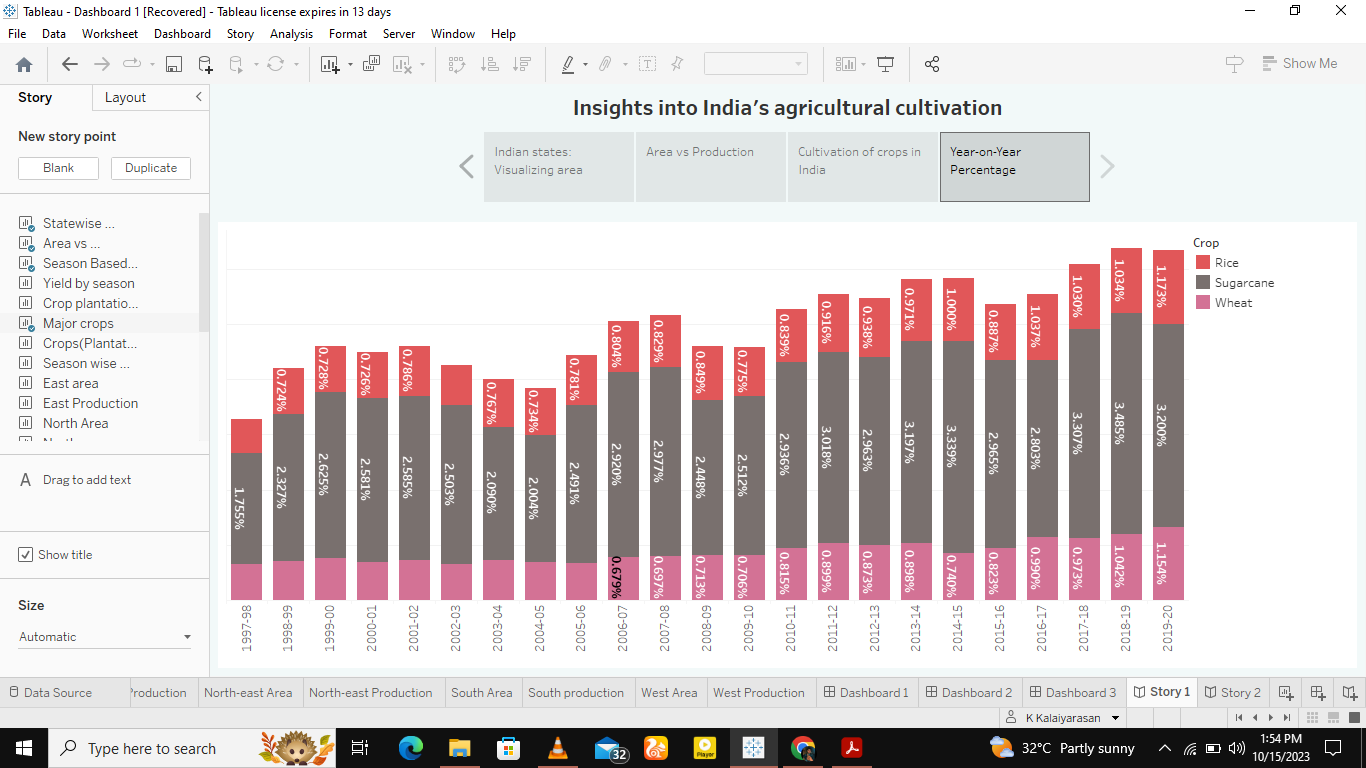 Tableau - Dashboard 1 [Recovered] - Tableau license expires in 13 days
File Data Worksheet Dashboard Story Analysis Format Server Window Help
Show Me
Story Layout
New story point
Blank Duplicate
Statewise ...
Area vs ...
Season Based...
Yield by season
Crop plantatio...
Major crops
Crops(Plantat...
Season wise ...
East area
East Production
North Area
A Drag to add text
Show title
Size
Automatic
Insights into India's agricultural cultivation
Indian states:
Visualizing area
Area vs Production
Cultivation of crops in
India
Year-on-Year
Percentage
Crop
Rice
Sugarcane
Wheat
0.724% 0.728% 0.726% 0.786% 0.767% 0.734% 0.781% 0.804% 0.829% 0.849% 0.775% 0.839% 0.916% 0.938% 0.971% 1.000% 0.887% 1.037% 1.030% 1.034% 1.173%
1.755% 2.327% 2.625% 2.581% 2.585% 2.503% 2.090% 2.004% 2.491% 2.920% 2.977% 2.448% 2.512% 2.936% 3.018% 2.963% 3.197% 3.339% 2.965% 2.803% 3.307% 3.485% 3.200%
0.679% 0.697% 0.713% 0.706% 0.815% 0.899% 0.873% 0.898% 0.740% 0.823% 0.990% 0.973% 1.042% 1.154%
1997-98 1998-99 1999-00 2000-01 2001-02 2002-03 2003-04 2004-05 2005-06 2006-07 2007-08 2008-09 2009-10 2010-11 2011-12 2012-13 2013-14 2014-15 2015-16 2016-17 2017-18 2018-19 2019-20
Data Source Production North-east Area North-east Production South Area South production West Area West Production Dashboard 1 Dashboard 2 Dashboard 3 Story 1 Story 2
K Kalaiyarasan
Type here to search
32
Player
32°C Partly sunny
1:54 PM
10/15/2023